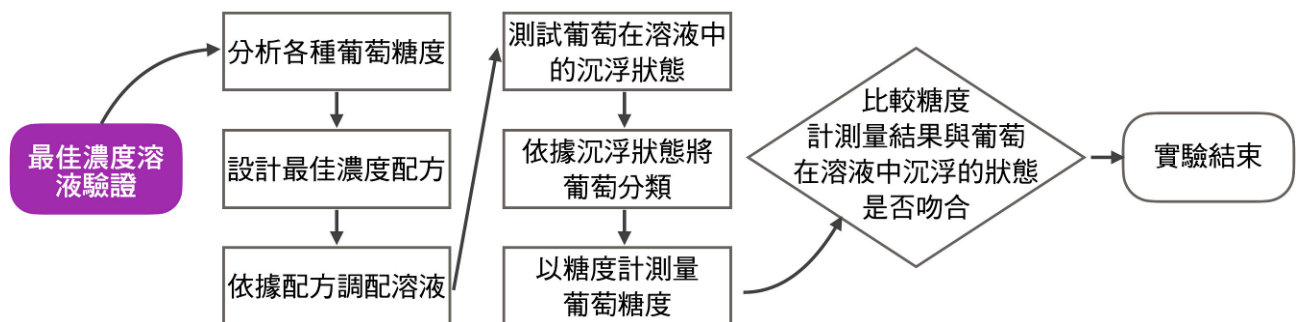 最佳濃度溶
液驗證
分析各種葡萄糖度
設計最佳濃度配方
依據配方調配溶液
測試葡萄在溶液中
的沉浮狀態
依據沉浮狀態將
葡萄分類
以糖度計測量
葡萄糖度
比較糖度
計測量結果與葡萄
在溶液中沉浮的狀態
是否吻合
實驗結束